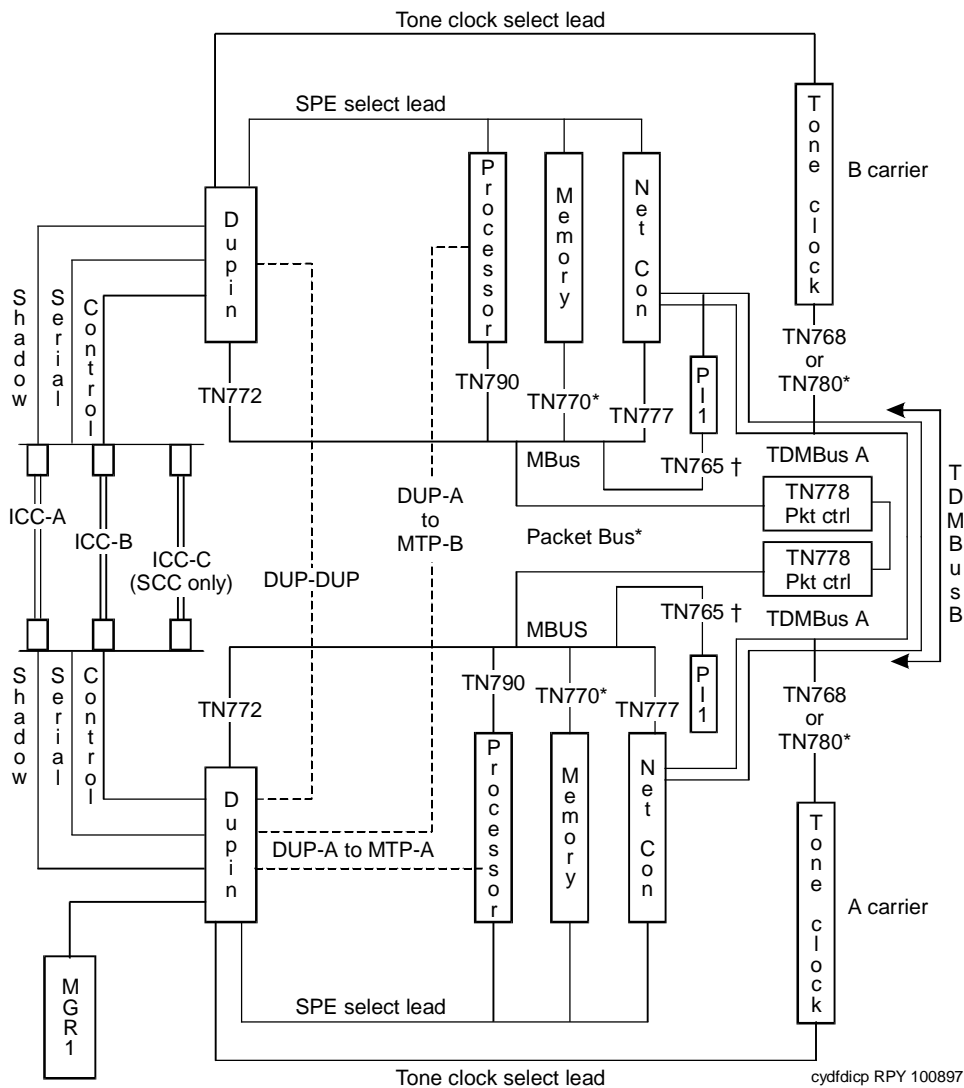 Tone clock select lead
SPE select lead
Tone clock
B carrier
Processor
Memory
Net Con
Dupin
Shadow
Serial
Control
TN768
or
TN780*
PI1
TN790
TN772
TN770*
TN777
MBus
TN765 †
TDMBus A
TDMBusB
DUP-A
to
MTP-B
TN778
Pkt ctrl
ICC-A
ICC-B
ICC-C
(SCC only)
Packet Bus*
DUP-DUP
TN778
Pkt ctrl
TN765 †
TDMBus A
MBUS
Shadow
Serial
Control
TN772
TN790
TN770*
TN777
PI1
TN768
or
TN780*
Dupin
Processor
Memory
Net Con
Tone clock
DUP-A to MTP-A
A carrier
MGR1
SPE select lead
Tone clock select lead
cydfdicp RPY 100897